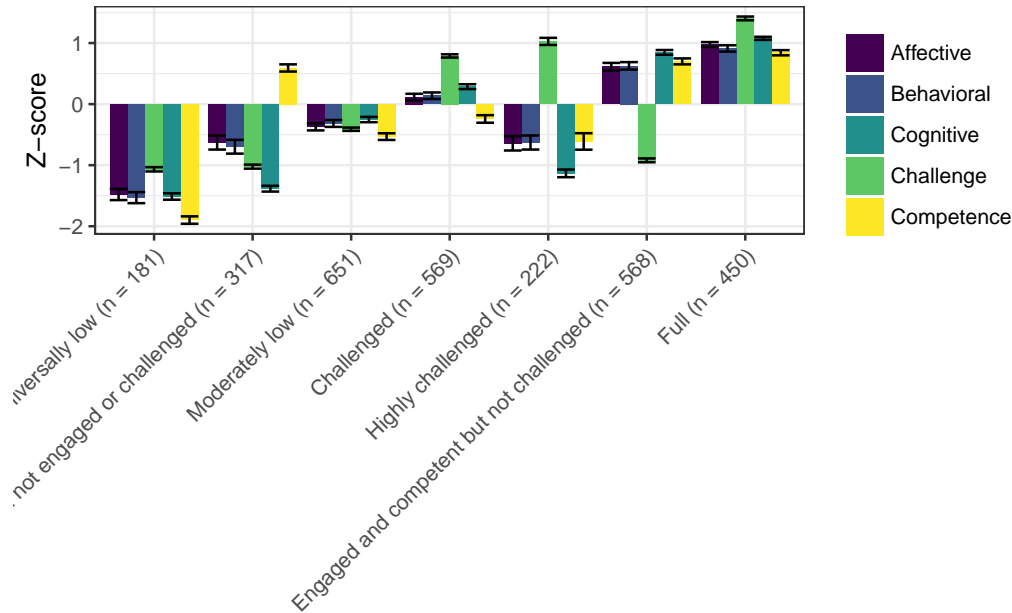 Z−score
1
0
−1
−2
niversally low (n = 181)
not engaged or challenged (n = 317)
Moderately low (n = 651)
Challenged (n = 569)
Highly challenged (n = 222)
Engaged and competent but not challenged (n = 568)
Full (n = 450)
Affective
Behavioral
Cognitive
Challenge
Competence